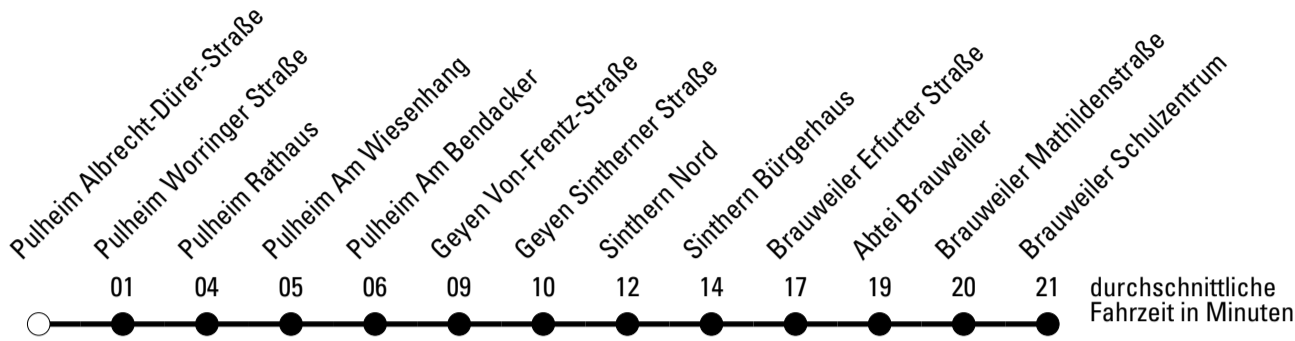 Pulheim Albrecht-Dürer-Straße
Pulheim Worringer Straße
Pulheim Rathaus
Pulheim Am Wiesenhang
Pulheim Am Bendacker
Geyen Von-Frentz-Straße
Geyen Sintherner Straße
Sinthern Nord
Sinthern Bürgerhaus
Brauweiler Erfurter Straße
Abtei Brauweiler
Brauweiler Mathildenstraße
Brauweiler Schulzentrum
01 04 05 06 09 10 12 14 17 19 20 21 durchschnittliche
Fahrzeit in Minuten